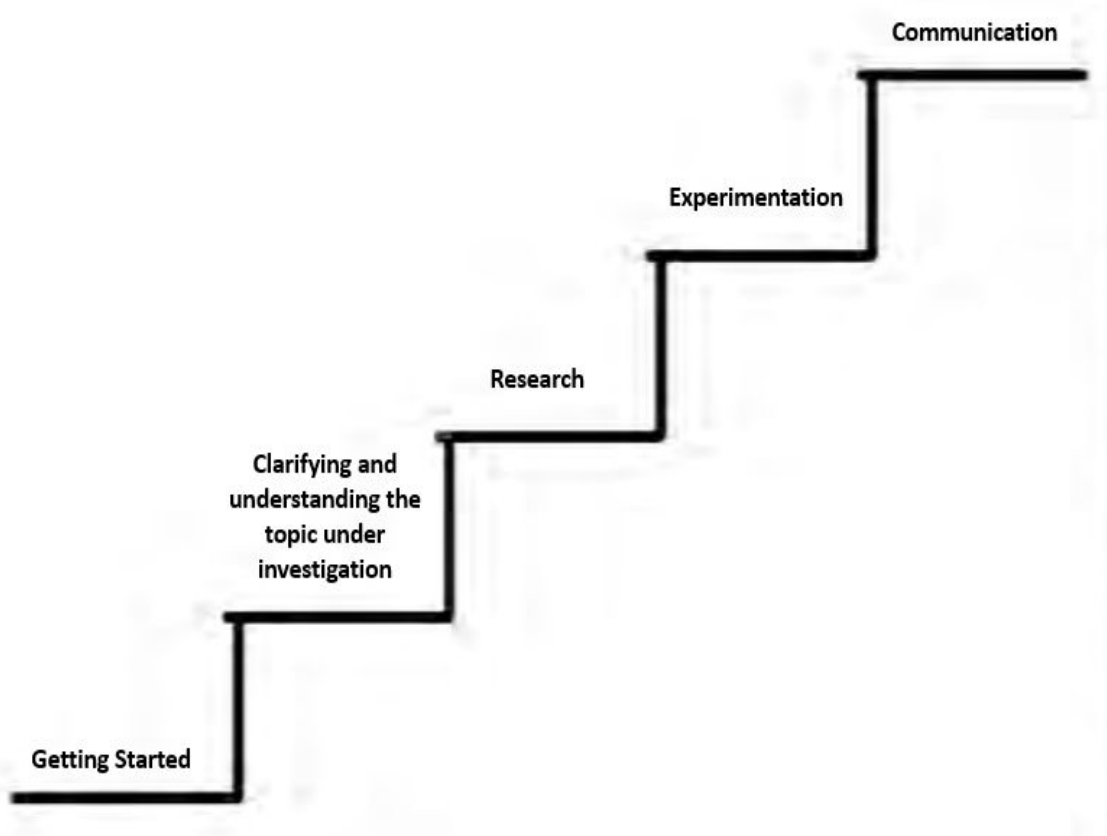 Communication
Experimentation
Research
Clarifying and
understanding the
topic under
investigation
Getting Started